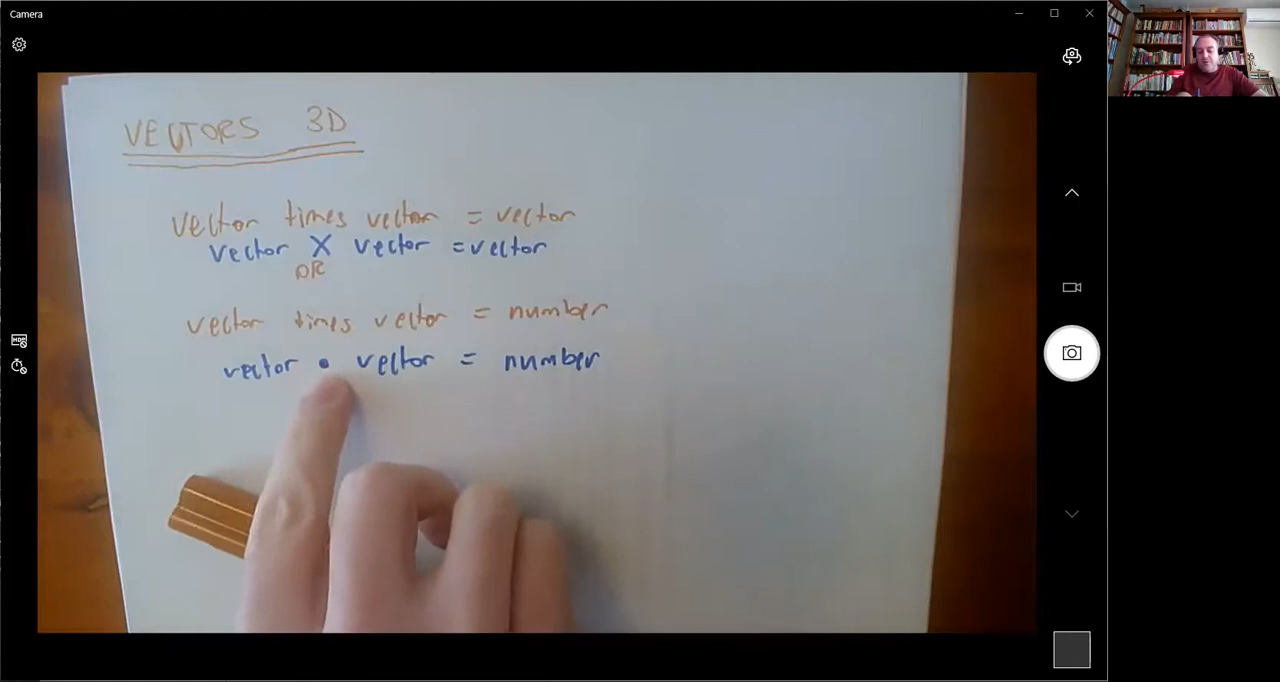 Camera
VECTORS 3D
vector times vector = vector
vector X vector = vector
OR
vector times vector = number
vector • vector = number